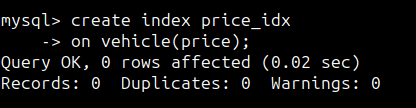 mysql> create index price_idx
    -> on vehicle(price);
Query OK, 0 rows affected (0.02 sec)
Records: 0  Duplicates: 0  Warnings: 0